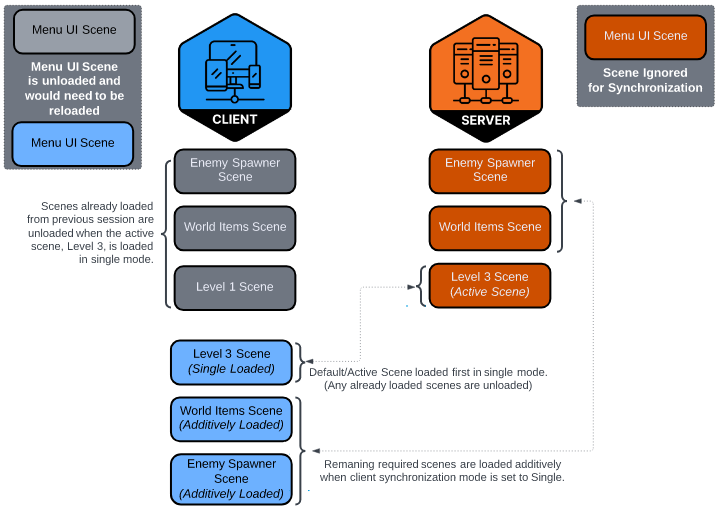 Menu UI Scene
Menu UI Scene
is unloaded and
would need to be
reloaded
Menu UI Scene
CLIENT
SERVER
Menu UI Scene
Scene Ignored
for Synchronization
Enemy Spawner
Scene
World Items Scene
Level 1 Scene
Scenes already loaded
from previous session are
unloaded when the active
scene, Level 3, is loaded
in single mode.
Enemy Spawner
Scene
World Items Scene
Level 3 Scene
(Active Scene)
Level 3 Scene
(Single Loaded)
Default/Active Scene loaded first in single mode.
(Any already loaded scenes are unloaded)
World Items Scene
(Additively Loaded)
Enemy Spawner
Scene
(Additively Loaded)
Remaning required scenes are loaded additively
when client synchronization mode is set to Single.